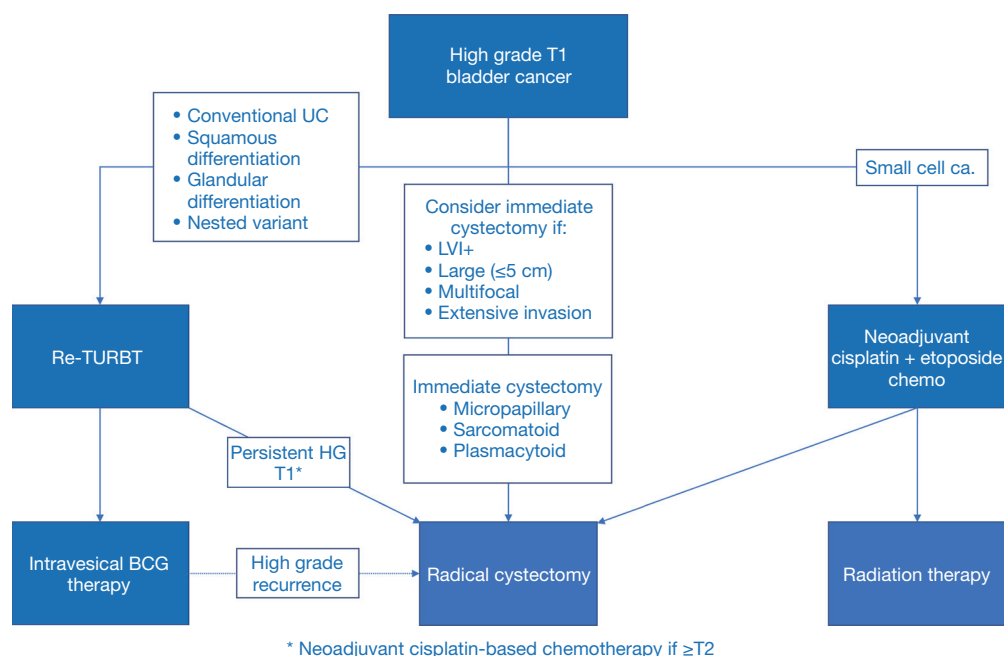 High grade T1
bladder cancer
• Conventional UC
• Squamous
differentiation
• Glandular
differentiation
• Nested variant
Small cell ca.
Consider immediate
cystectomy if:
• LVI+
• Large (≤5 cm)
• Multifocal
• Extensive invasion
Re-TURBT
Neoadjuvant
cisplatin + etoposide
chemo
Immediate cystectomy
• Micropapillary
• Sarcomatoid
• Plasmacytoid
Persistent HG
T1*
Intravesical BCG
therapy
High grade
recurrence
Radical cystectomy
Radiation therapy
* Neoadjuvant cisplatin-based chemotherapy if ≥T2